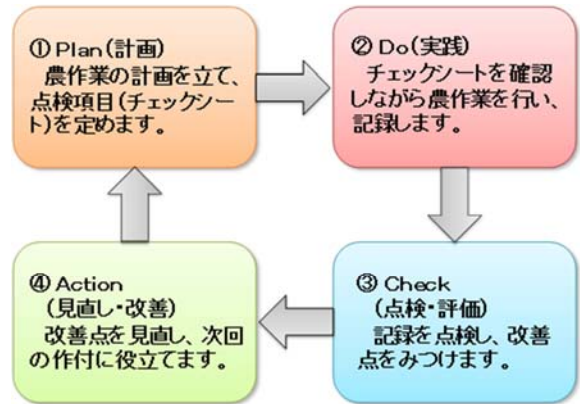 ① Plan(計画)
農作業の計画を立て、
点検項目(チェックシー
ト)を定めます。
② Do(実践)
チェックシートを確認
しながら農作業を行い、
記録します。
③ Check
(点検・評価)
記録を点検し、改善
点をみつけます。
④ Action
(見直し・改善)
改善点を見直し、次回
の作付に役立てます。